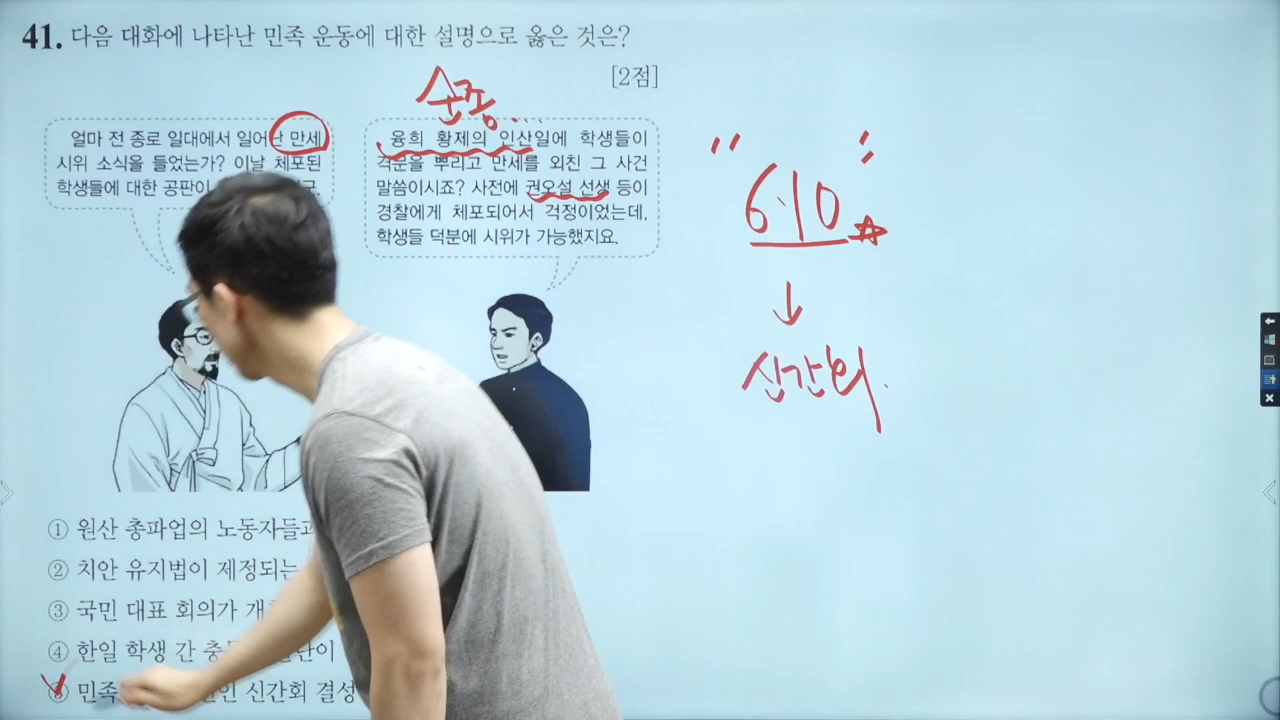 41. 다음 대화에 나타난 민족 운동에 대한 설명으로 옳은 것은?
[2점]
순종...
얼마 전 종로 일대에서 일어난 만세
시위 소식을 들었는가? 이날 체포된
학생들에 대한 공판이
융희 황제의 인산일에 학생들이
격문을 뿌리고 만세를 외친 그 사건
말씀이시죠? 사전에 권오설 선생 등이
경찰에게 체포되어서 걱정이었는데,
학생들 덕분에 시위가 가능했지요.
" 6·10 "
↓
신간회.
① 원산 총파업의 노동자들과
② 치안 유지법이 제정되는
③ 국민 대표 회의가
④ 한일 학생 간
⑤ 민족 신간회 결성